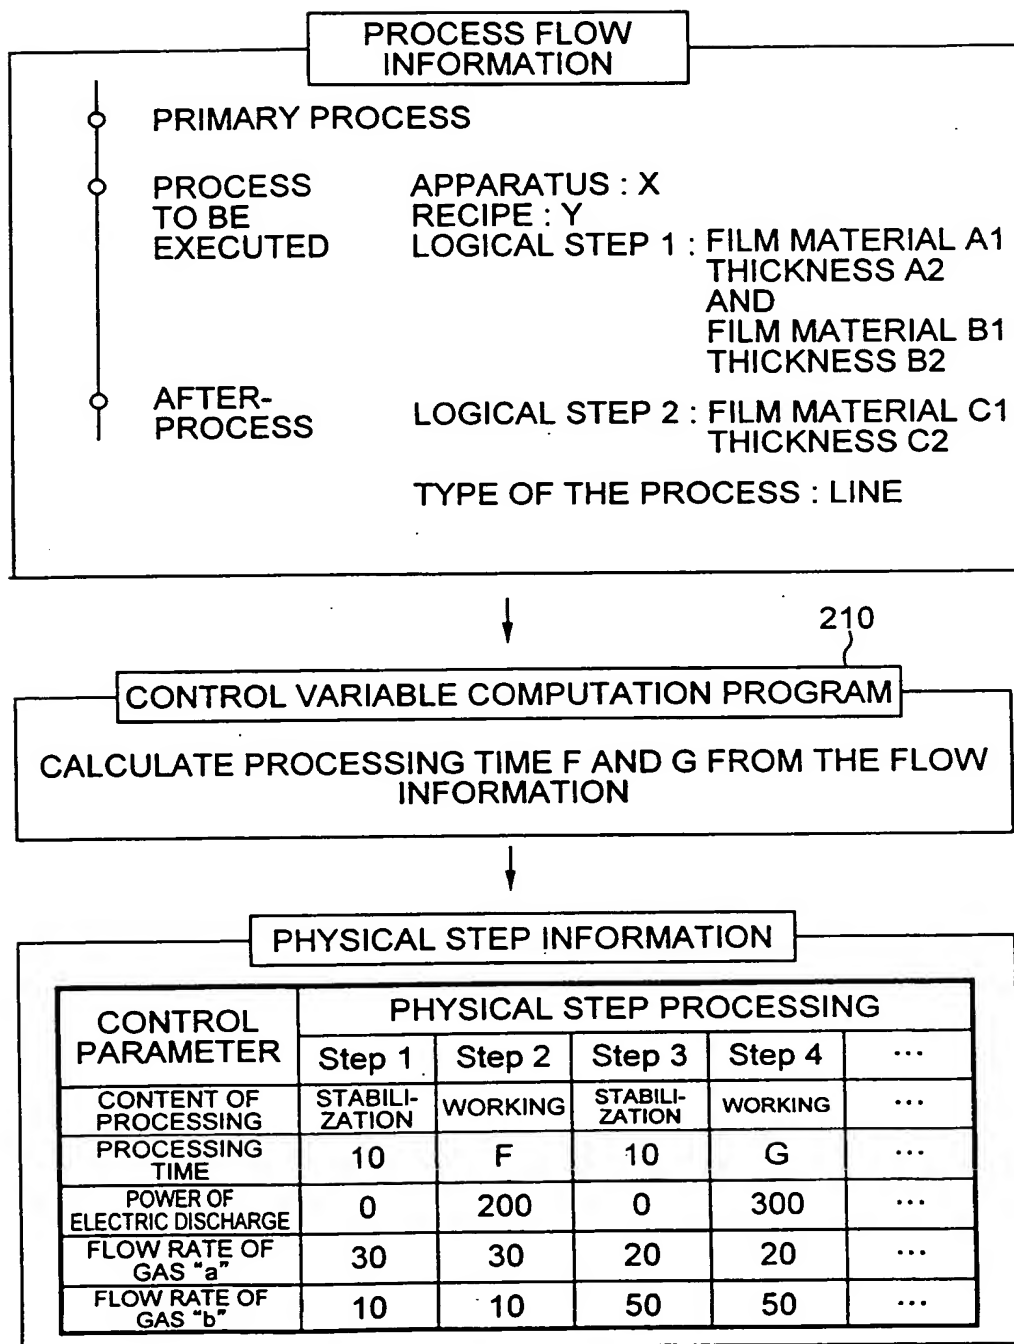 PROCESS FLOW
INFORMATION
PRIMARY PROCESS
PROCESS
TO BE
EXECUTED
APPARATUS : X
RECIPE : Y
LOGICAL STEP 1 : FILM MATERIAL A1
THICKNESS A2
AND
FILM MATERIAL B1
THICKNESS B2
AFTER-
PROCESS
LOGICAL STEP 2 : FILM MATERIAL C1
THICKNESS C2
TYPE OF THE PROCESS : LINE
210
CONTROL VARIABLE COMPUTATION PROGRAM
CALCULATE PROCESSING TIME F AND G FROM THE FLOW
INFORMATION
PHYSICAL STEP INFORMATION
CONTROL
PARAMETER
PHYSICAL STEP PROCESSING
Step 1 Step 2 Step 3 Step 4 ...
CONTENT OF
PROCESSING
STABILI-
ZATION
WORKING
STABILI-
ZATION
WORKING
...
PROCESSING
TIME
10 F 10 G ...
POWER OF
ELECTRIC DISCHARGE
0 200 0 300 ...
FLOW RATE OF
GAS "a"
30 30 20 20 ...
FLOW RATE OF
GAS "b"
10 10 50 50 ...